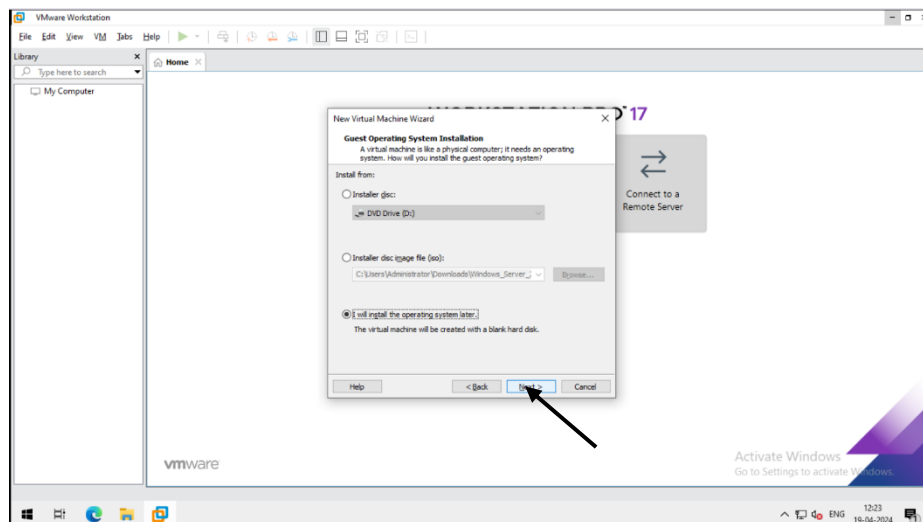 VMware Workstation
File Edit View VM Tabs Help
Library
Type here to search
My Computer
Home
17
Connect to a
Remote Server
New Virtual Machine Wizard
Guest Operating System Installation
A virtual machine is like a physical computer; it needs an operating
system. How will you install the guest operating system?
Install from:
Installer disc:
DVD Drive (D:)
Installer disc image file (iso):
C:\Users\Administrator\Downloads\Windows_Server_
Browse...
I will install the operating system later.
The virtual machine will be created with a blank hard disk.
Help < Back Next > Cancel
vmware
Activate Windows
Go to Settings to activate Windows.
ENG
12:23
19-04-2024